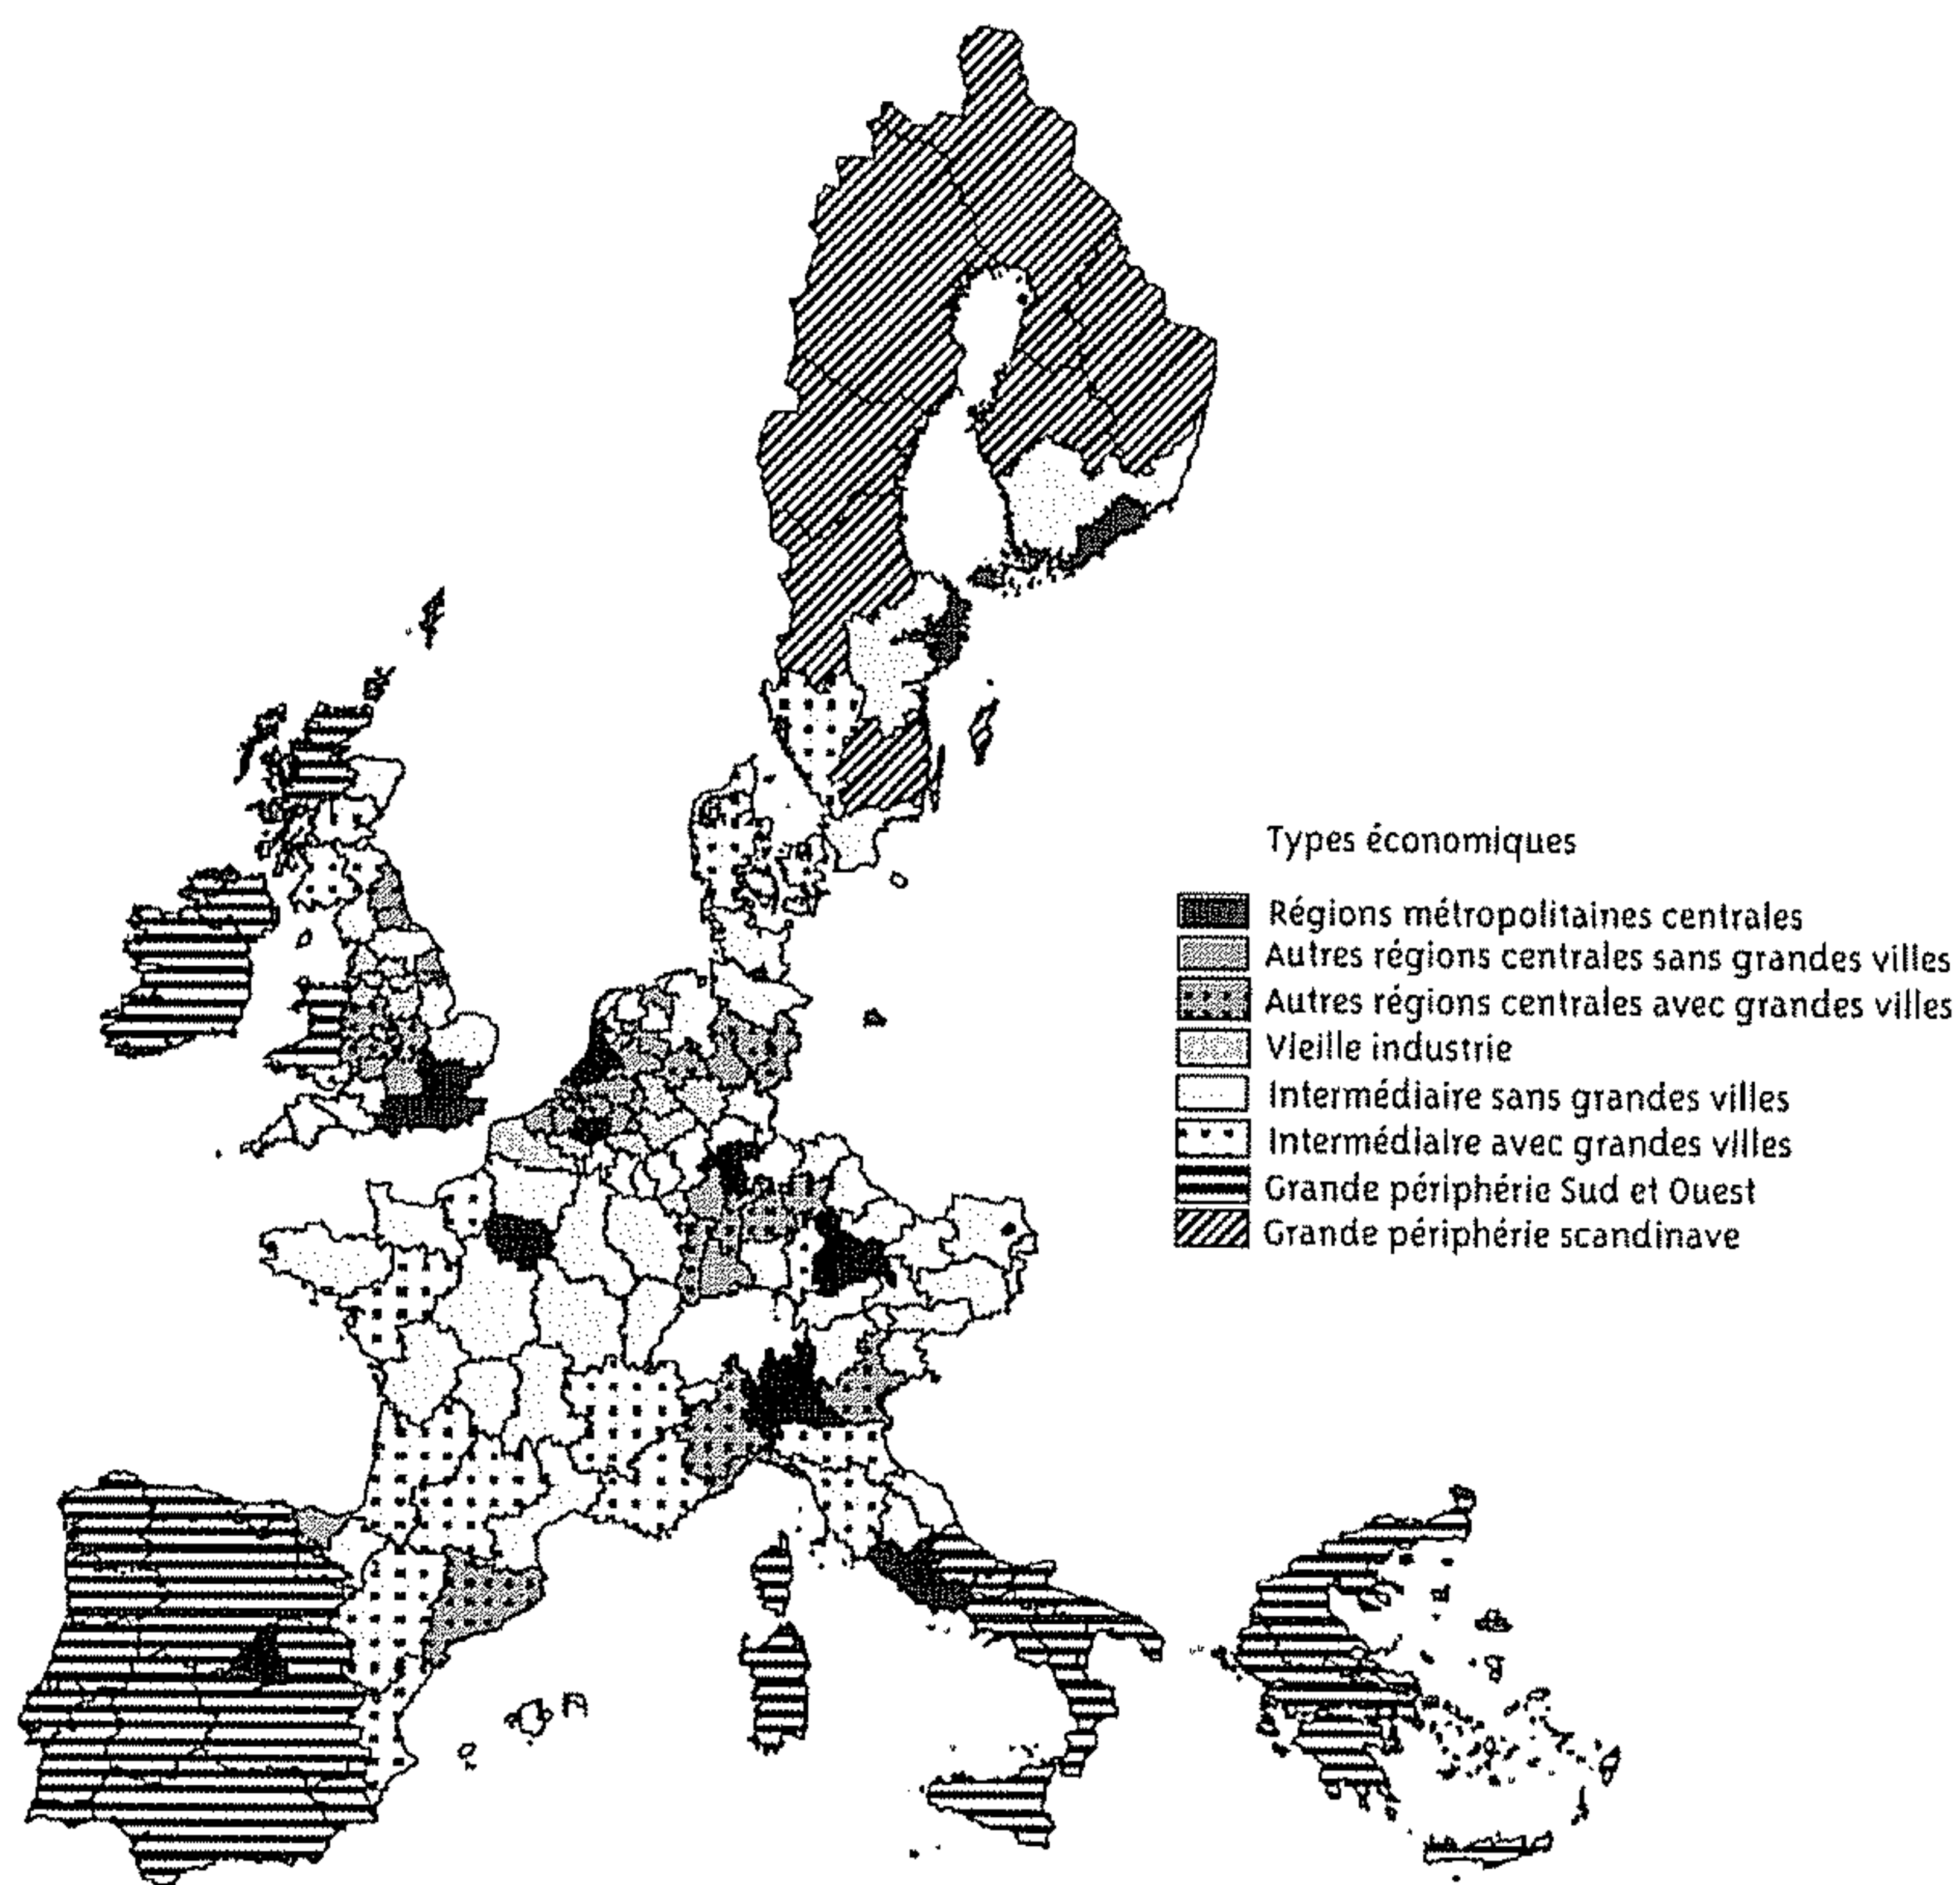 Types économiques
Régions métropolitaines centrales
Autres régions centrales sans grandes villes
Autres régions centrales avec grandes villes
Vieille industrie
Intermédiaire sans grandes villes
Intermédiaire avec grandes villes
Grande périphérie Sud et Ouest
Grande périphérie scandinave